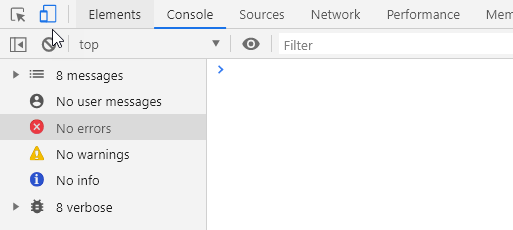 Elements Console Sources Network Performance Mem
top Filter
8 messages
No user messages
No errors
No warnings
No info
8 verbose